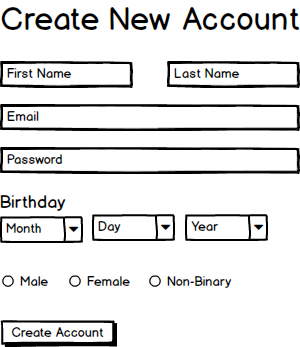 Create New Account
First Name Last Name
Email
Password
Birthday
Month Day Year
Male Female Non-Binary
Create Account